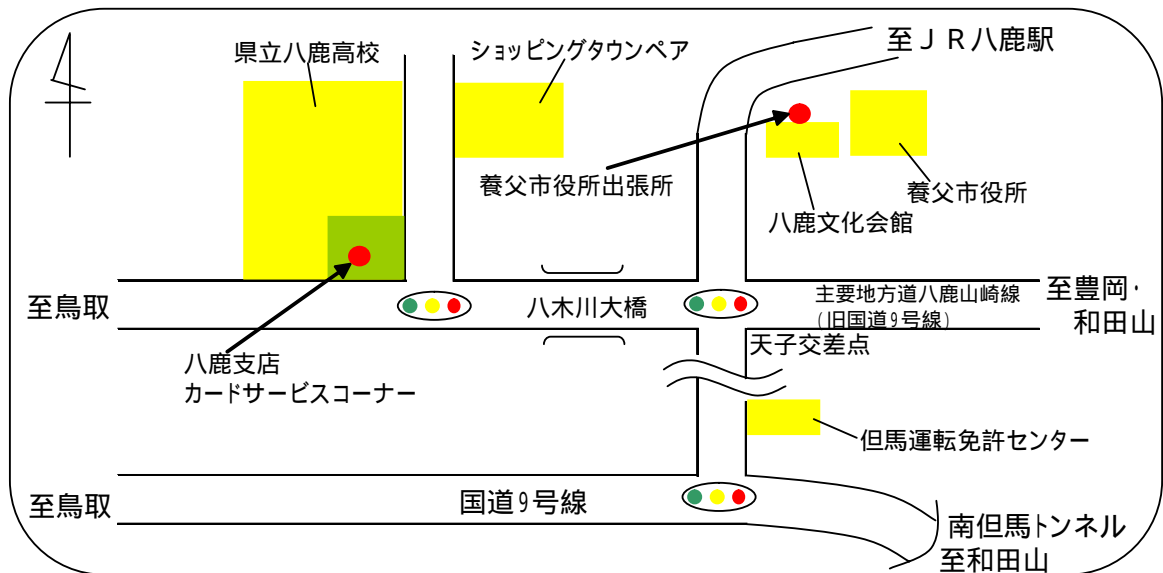 県立八鹿高校
ショッピングタウンペア
至ＪＲ八鹿駅
養父市役所出張所
養父市役所
八鹿文化会館
至鳥取
八木川大橋
主要地方道八鹿山崎線
(旧国道9号線)
至豊岡・
和田山
天子交差点
八鹿支店
カードサービスコーナー
但馬運転免許センター
至鳥取
国道9号線
南但馬トンネル
至和田山